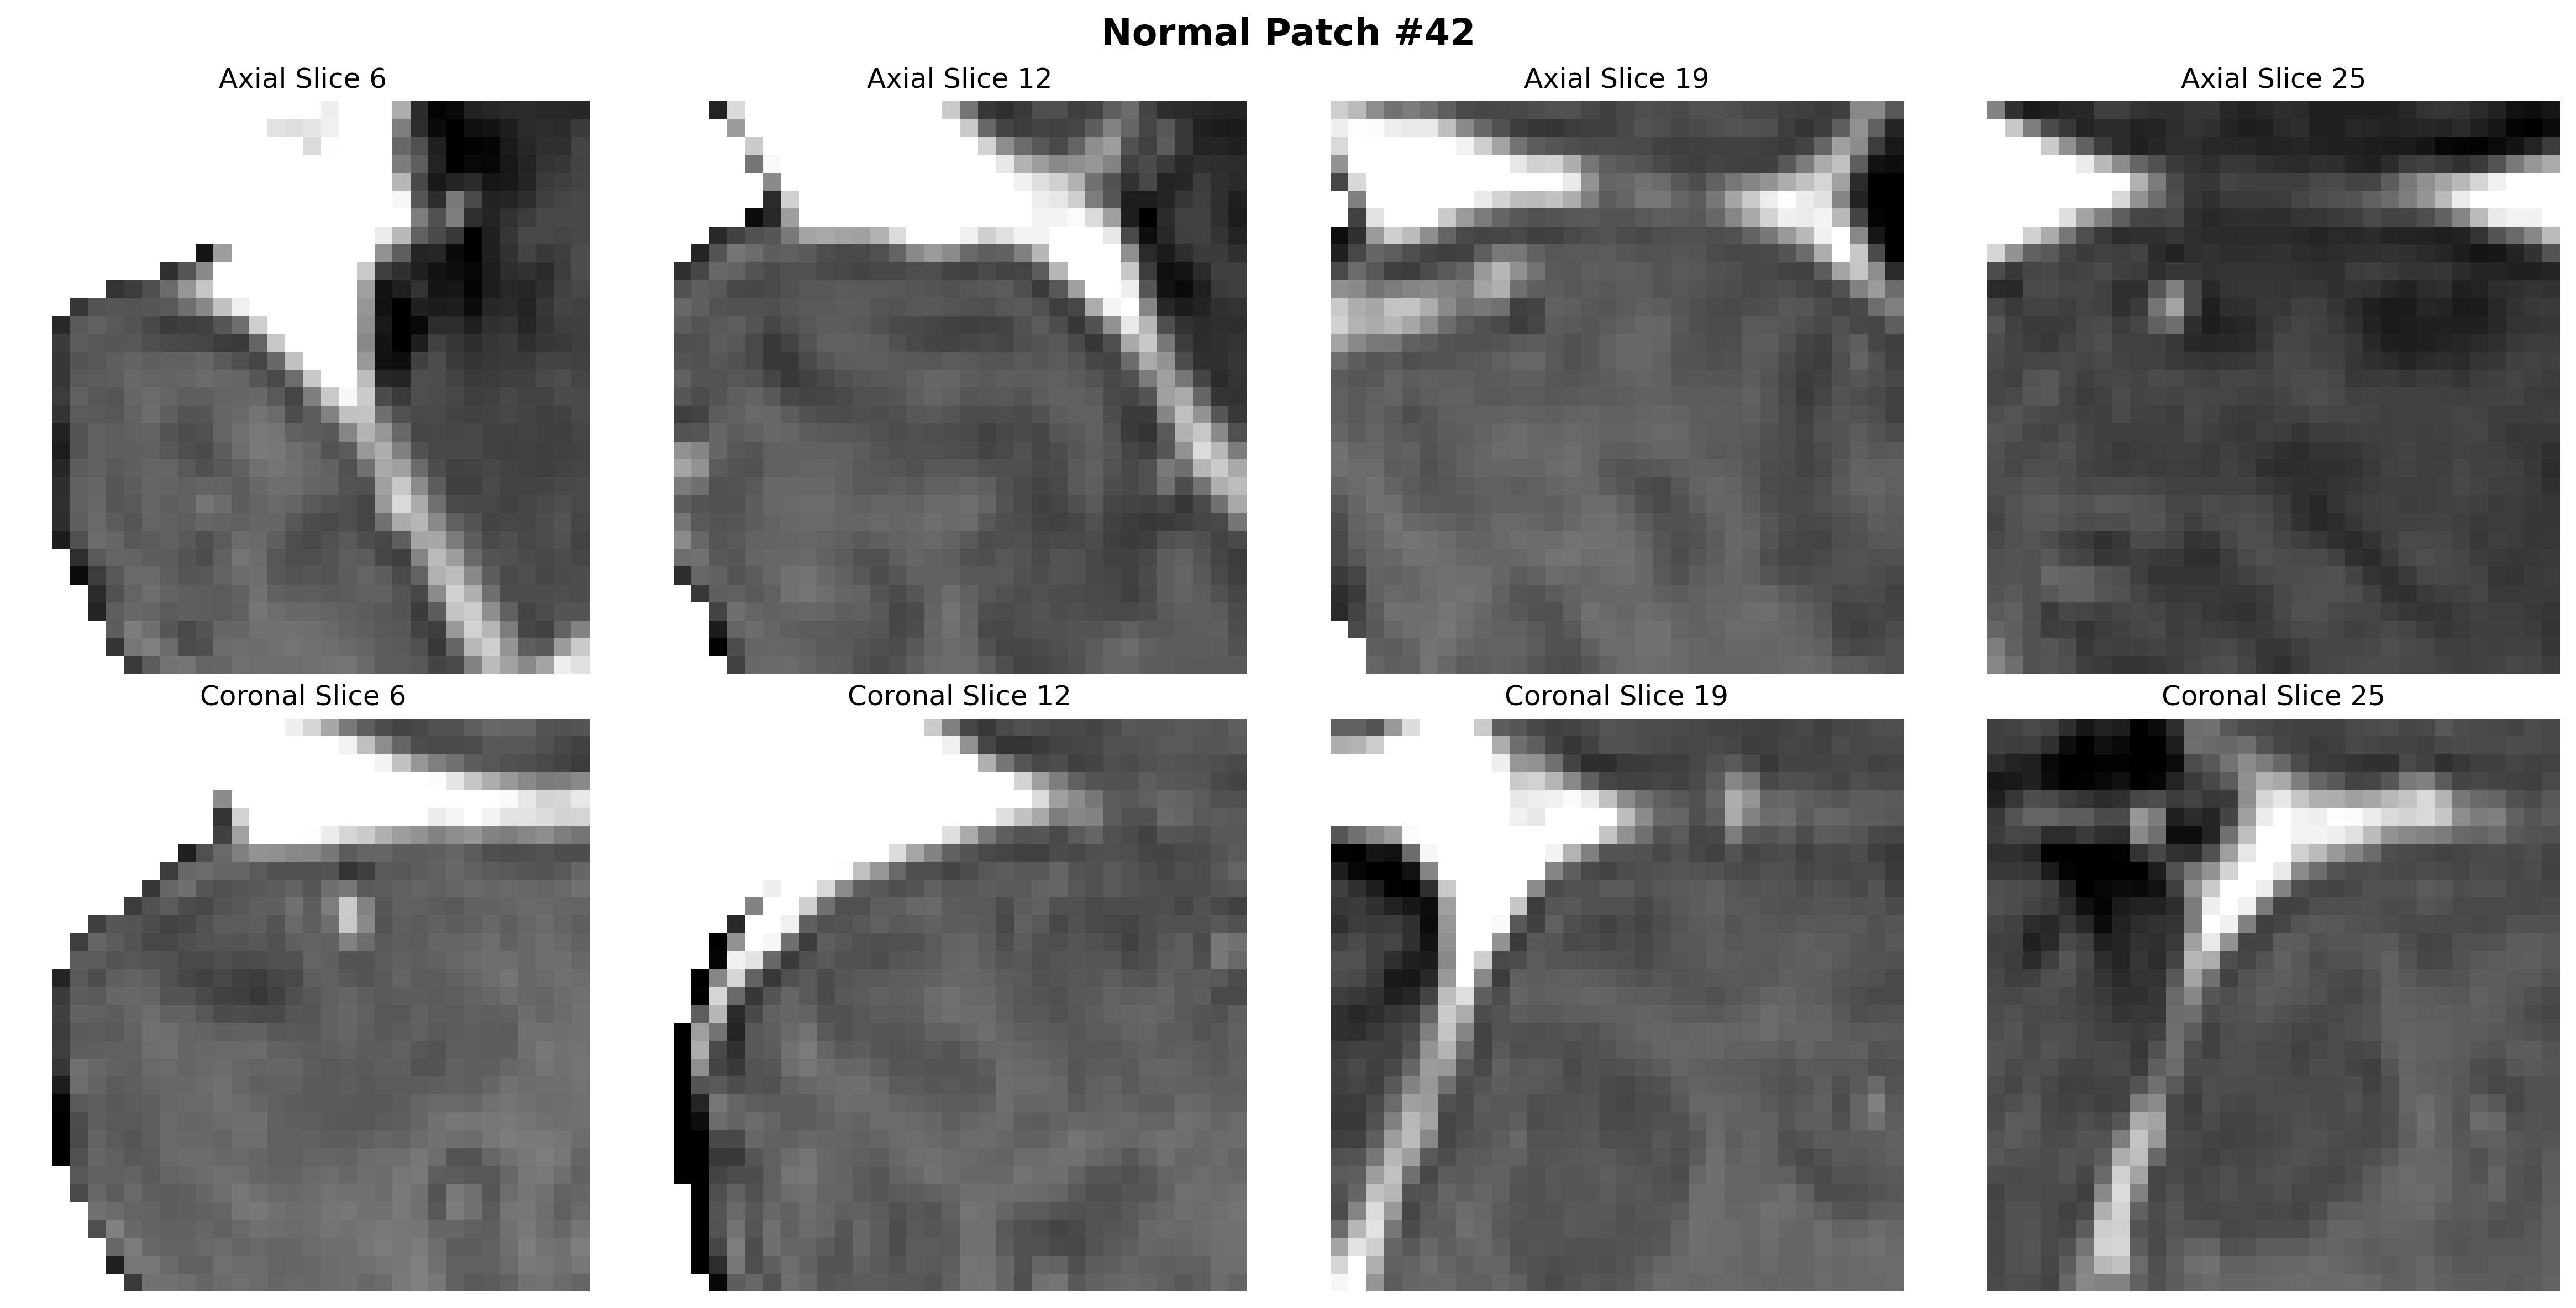 Normal Patch #42
Axial Slice 6
Axial Slice 12
Axial Slice 19
Axial Slice 25
Coronal Slice 6
Coronal Slice 12
Coronal Slice 19
Coronal Slice 25